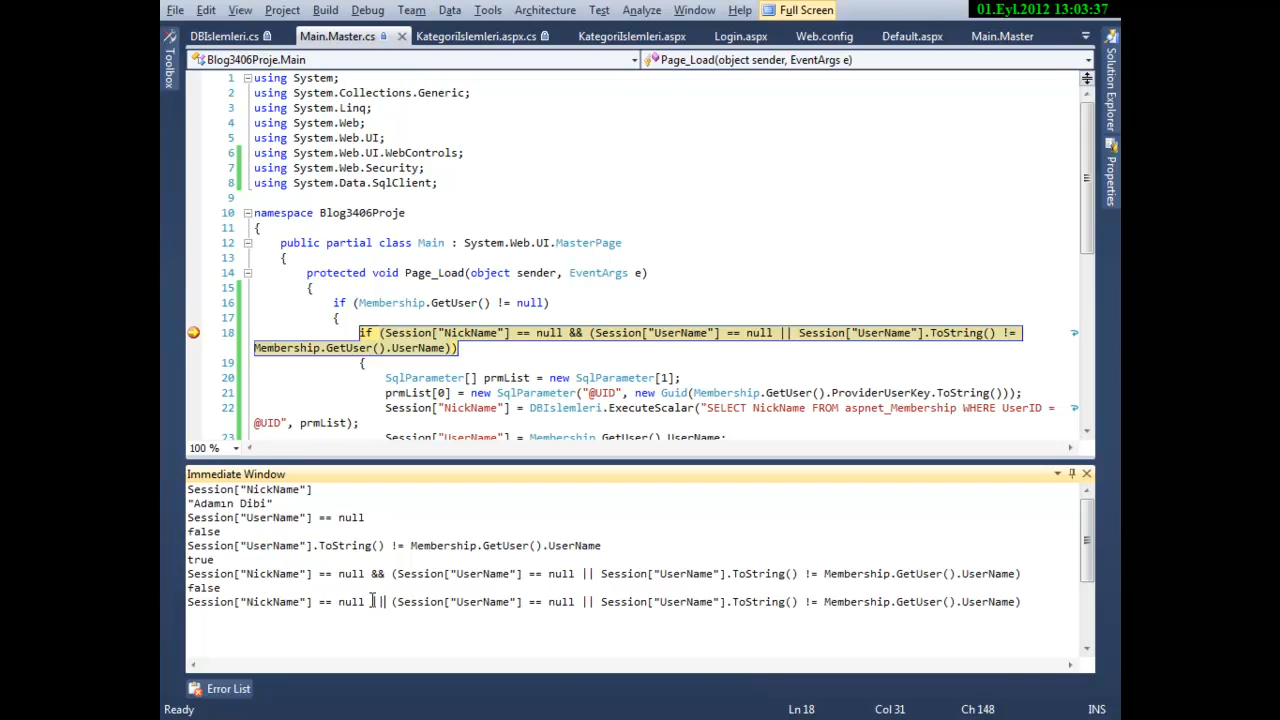 File Edit View Project Build Debug Team Data Tools Architecture Test Analyze Window Help Full Screen
01.Eyl.2012 13:03:37
DBIslemleri.cs Main.Master.cs KategoriIslemleri.aspx.cs KategoriIslemleri.aspx Login.aspx Web.config Default.aspx Main.Master
Toolbox
Solution Explorer
Properties
Blog3406Proje.Main Page_Load(object sender, EventArgs e)
1 using System;
2 using System.Collections.Generic;
3 using System.Linq;
4 using System.Web;
5 using System.Web.UI;
6 using System.Web.UI.WebControls;
7 using System.Web.Security;
8 using System.Data.SqlClient;
9
10 namespace Blog3406Proje
11 {
12 public partial class Main : System.Web.UI.MasterPage
13 {
14 protected void Page_Load(object sender, EventArgs e)
15 {
16 if (Membership.GetUser() != null)
17 {
18 if (Session["NickName"] == null && (Session["UserName"] == null || Session["UserName"].ToString() !=
Membership.GetUser().UserName))
19 {
20 SqlParameter[] prmList = new SqlParameter[1];
21 prmList[0] = new SqlParameter("@UID", new Guid(Membership.GetUser().ProviderUserKey.ToString()));
22 Session["NickName"] = DBIslemleri.ExecuteScalar("SELECT NickName FROM aspnet_Membership WHERE UserID =
@UID", prmList);
23 Session["UserName"] = Membership.GetUser().UserName;
100 %
Immediate Window
Session["NickName"]
"Adamın Dibi"
Session["UserName"] == null
false
Session["UserName"].ToString() != Membership.GetUser().UserName
true
Session["NickName"] == null && (Session["UserName"] == null || Session["UserName"].ToString() != Membership.GetUser().UserName)
false
Session["NickName"] == null || (Session["UserName"] == null || Session["UserName"].ToString() != Membership.GetUser().UserName)
Error List
Ready Ln 18 Col 31 Ch 148 INS